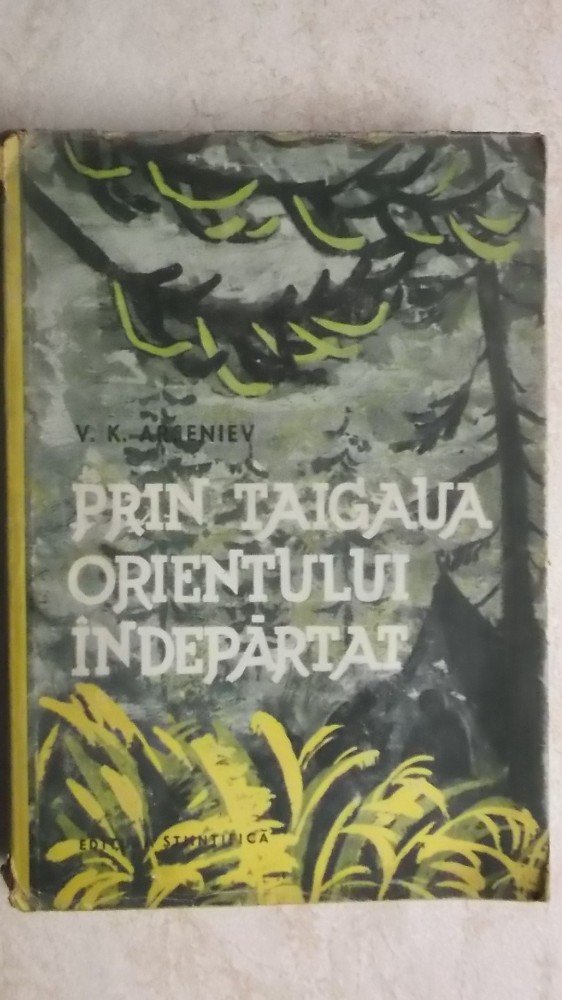 V. K. ARSENIEV
PRIN TAIGAUA
ORIENTULUI
ÎNDEPĂRTAT
EDITURA ȘTIINȚIFICĂ